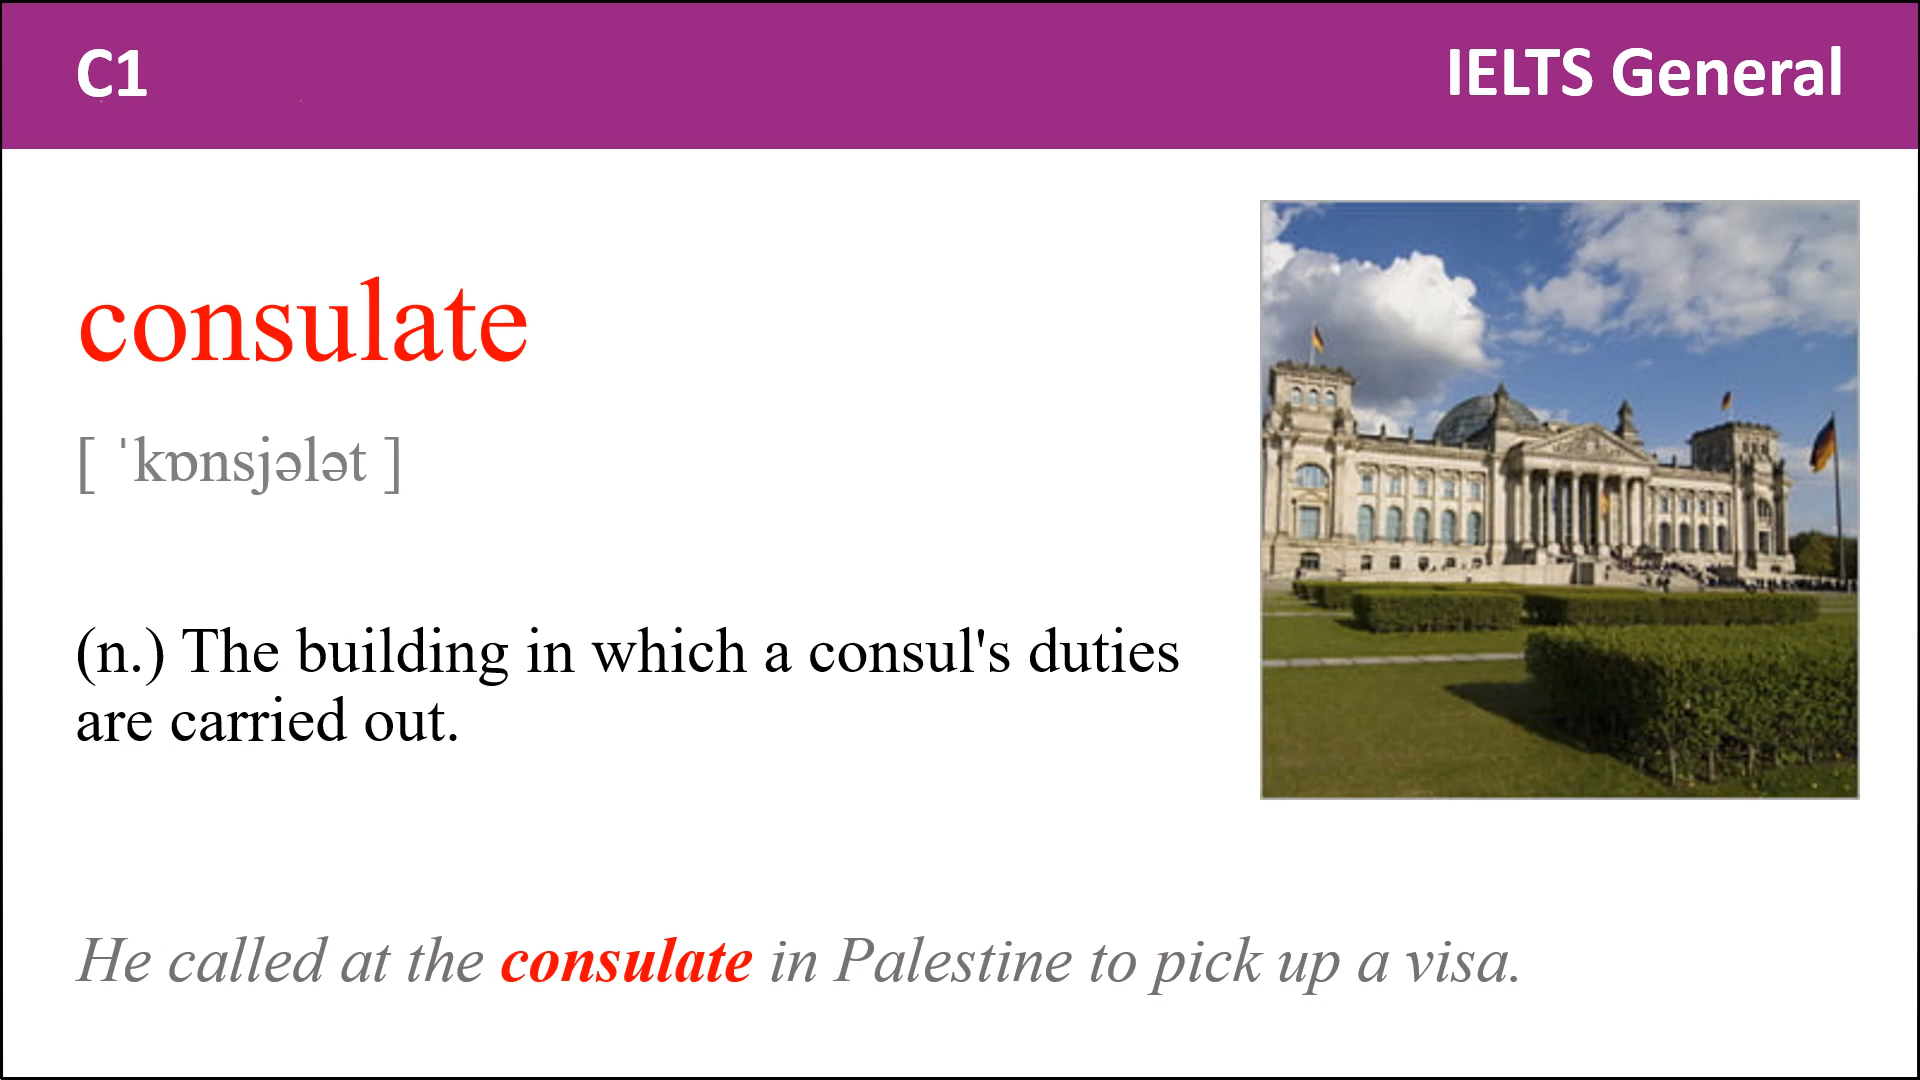 C1
IELTS General
consulate
[ ˈkɒnsjələt ]
(n.) The building in which a consul's duties
are carried out.
He called at the consulate in Palestine to pick up a visa.